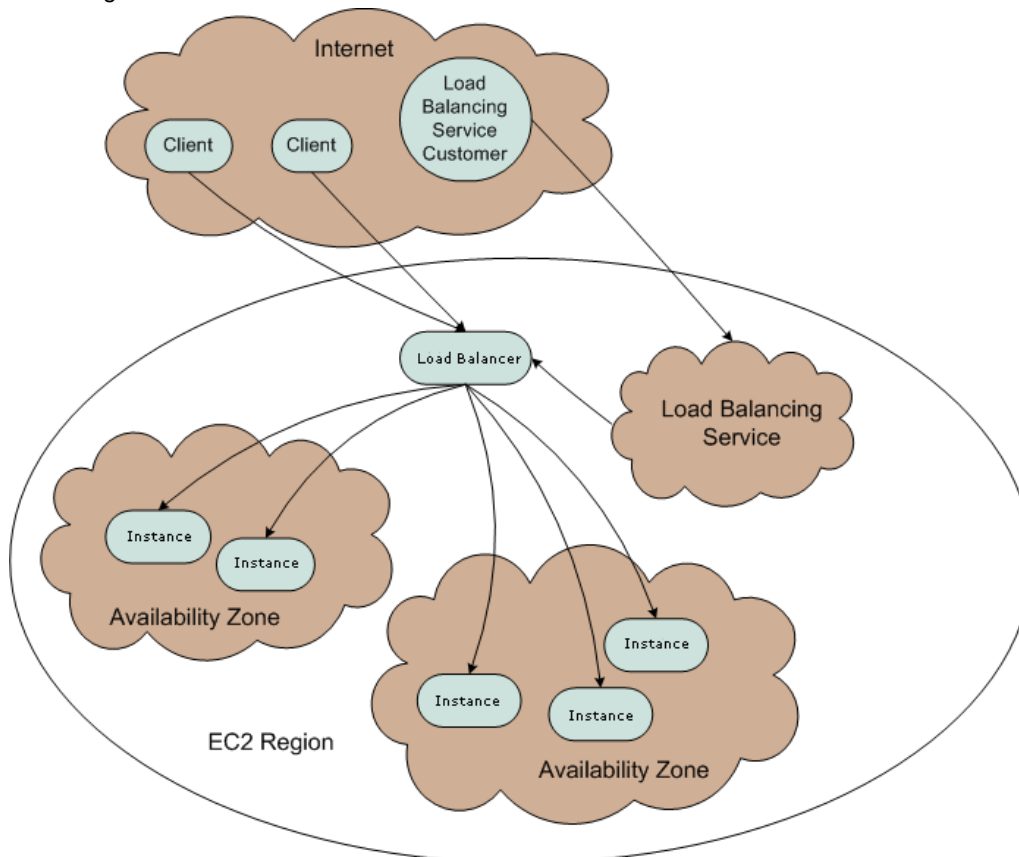 Internet
Load
Balancing
Service
Customer
Client
Client
Load Balancer
Load Balancing
Service
Instance
Instance
Availability Zone
Instance
Instance
Instance
EC2 Region
Availability Zone